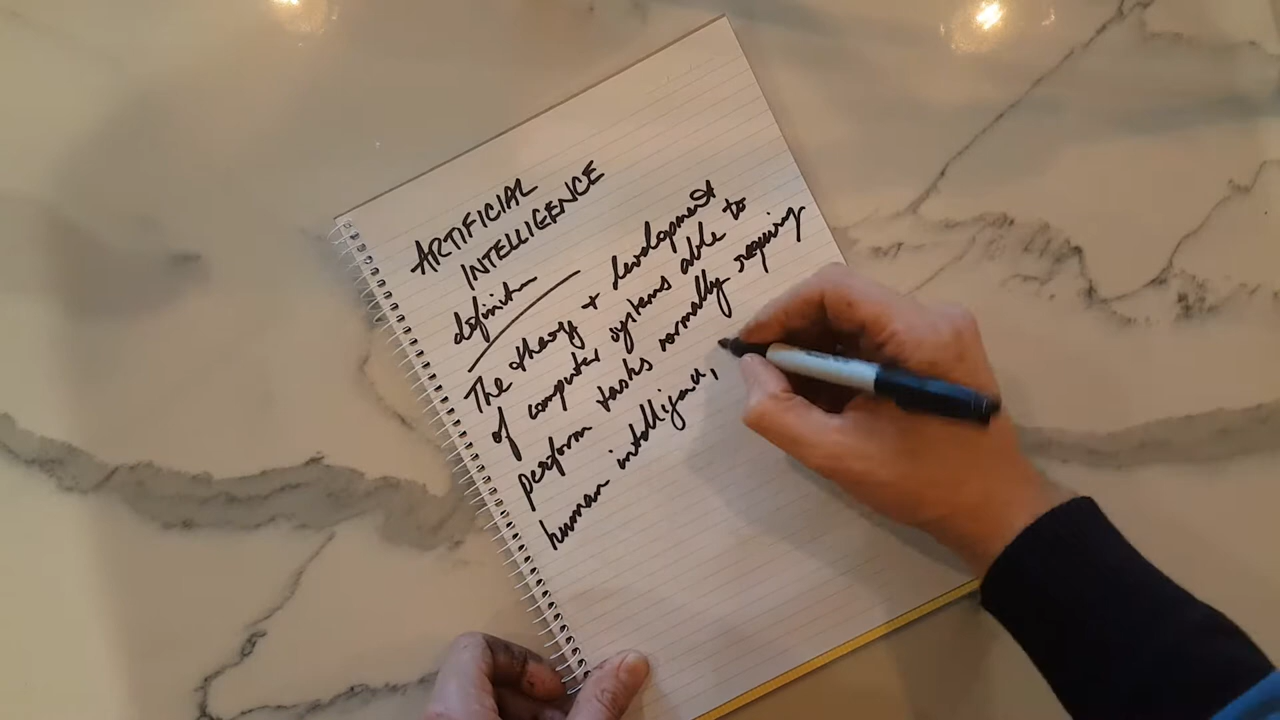 ARTIFICIAL
INTELLIGENCE
definition
The theory + development
of computer systems able to
perform tasks normally requiring
human intelligence,